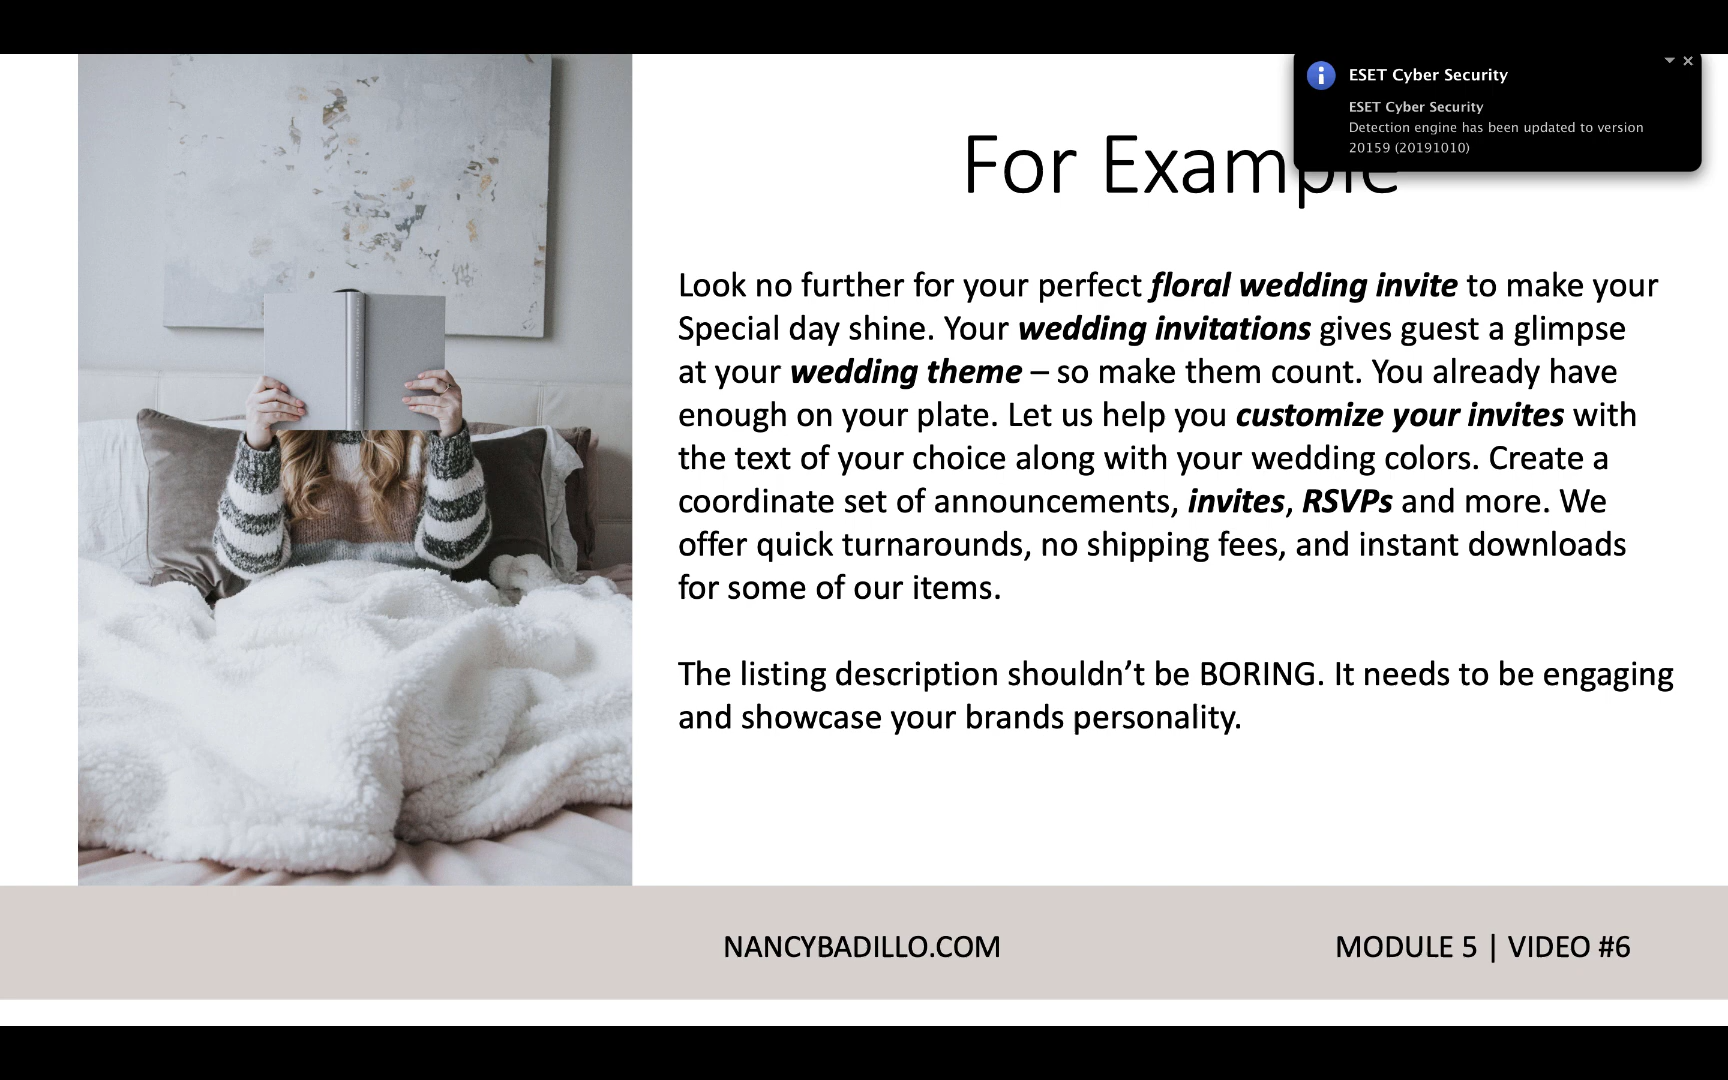 ESET Cyber Security
ESET Cyber Security
Detection engine has been updated to version
20159 (20191010)
For Example
Look no further for your perfect floral wedding invite to make your
Special day shine. Your wedding invitations gives guest a glimpse
at your wedding theme – so make them count. You already have
enough on your plate. Let us help you customize your invites with
the text of your choice along with your wedding colors. Create a
coordinate set of announcements, invites, RSVPs and more. We
offer quick turnarounds, no shipping fees, and instant downloads
for some of our items.
The listing description shouldn’t be BORING. It needs to be engaging
and showcase your brands personality.
NANCYBADILLO.COM
MODULE 5 | VIDEO #6